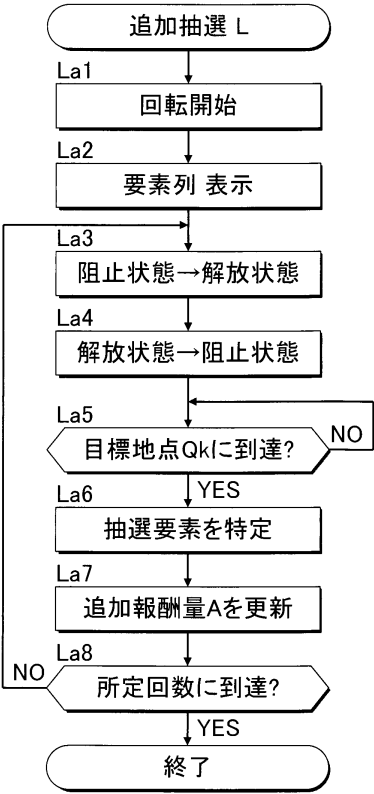 追加抽選 L
La1
回転開始
La2
要素列 表示
La3
阻止状態→解放状態
La4
解放状態→阻止状態
La5
目標地点Qkに到達?
NO
YES
La6
抽選要素を特定
La7
追加報酬量Aを更新
La8
NO
所定回数に到達?
YES
終了